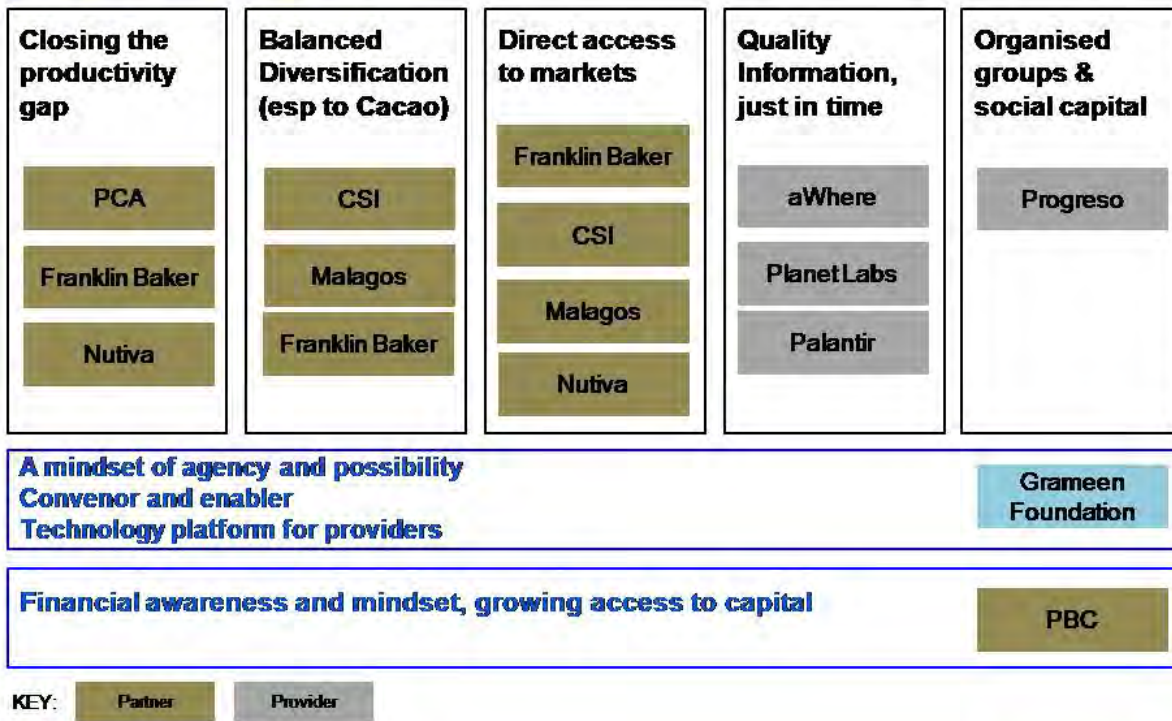 Closing the
productivity
gap
PCA
Franklin Baker
Nutiva
Balanced
Diversification
(esp to Cacao)
CSI
Malagos
Franklin Baker
Direct access
to markets
Franklin Baker
CSI
Malagos
Nutiva
Quality
Information,
just in time
aWhere
Planet Labs
Palantir
Organised
groups &
social capital
Progreso
A mindset of agency and possibility
Convenor and enabler
Technology platform for providers
Grameen
Foundation
Financial awareness and mindset, growing access to capital
PBC
KEY:
Partner
Provider